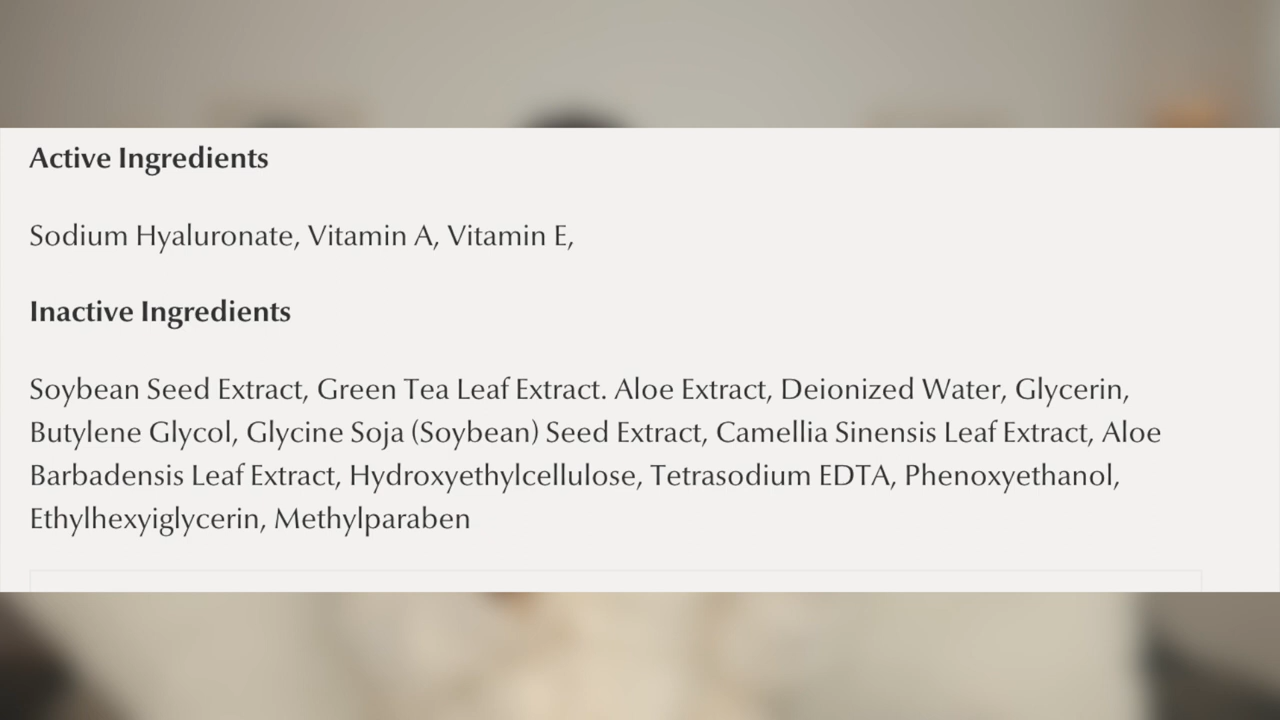 Active Ingredients
Sodium Hyaluronate, Vitamin A, Vitamin E,
Inactive Ingredients
Soybean Seed Extract, Green Tea Leaf Extract. Aloe Extract, Deionized Water, Glycerin,
Butylene Glycol, Glycine Soja (Soybean) Seed Extract, Camellia Sinensis Leaf Extract, Aloe
Barbadensis Leaf Extract, Hydroxyethylcellulose, Tetrasodium EDTA, Phenoxyethanol,
Ethylhexyiglycerin, Methylparaben